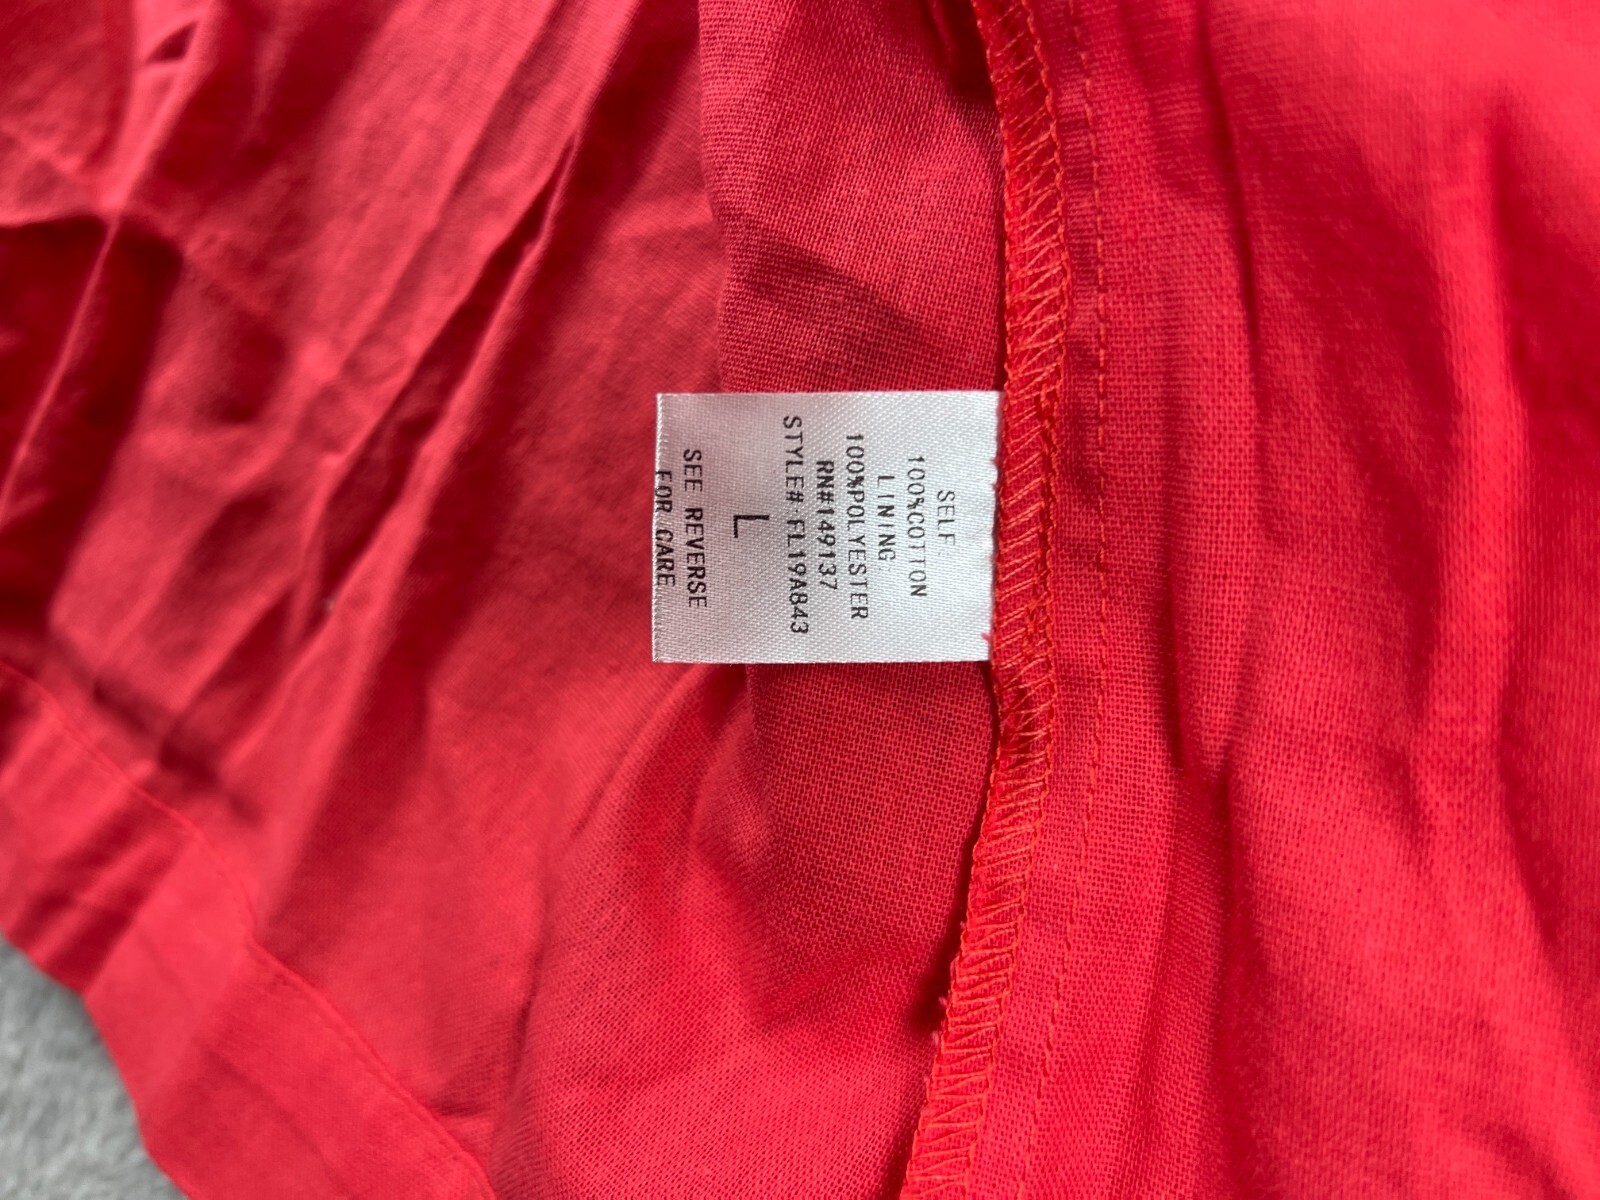 SELF
100%COTTON
LINING
100%POLYESTER
RN#149137
STYLE# FL19A843
L
SEE REVERSE
FOR CARE